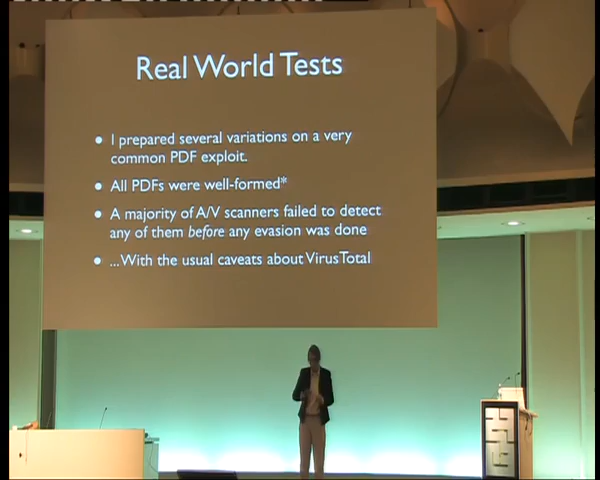 Real World Tests
• I prepared several variations on a very
common PDF exploit.
• All PDFs were well-formed*
• A majority of A/V scanners failed to detect
any of them before any evasion was done
• ...With the usual caveats about VirusTotal